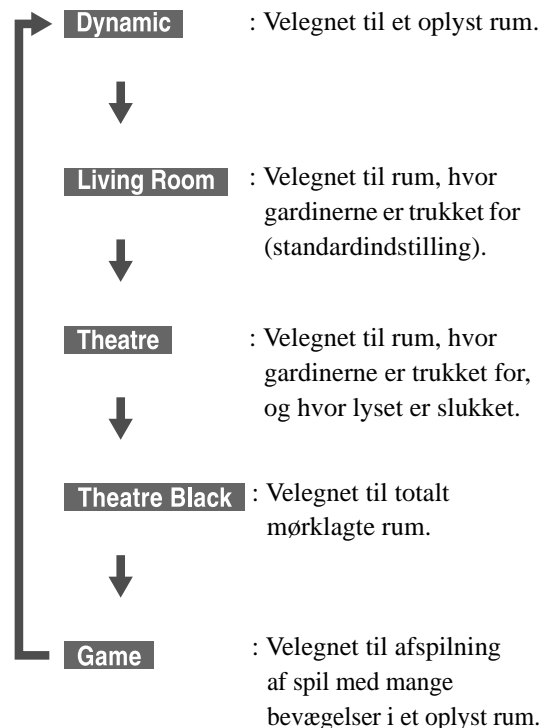 Dynamic : Velegnet til et oplyst rum.
Living Room : Velegnet til rum, hvor
gardinerne er trukket for
(standardindstilling).
Theatre : Velegnet til rum, hvor
gardinerne er trukket for,
og hvor lyset er slukket.
Theatre Black : Velegnet til totalt
mørklagte rum.
Game : Velegnet til afspilning
af spil med mange
bevægelser i et oplyst rum.